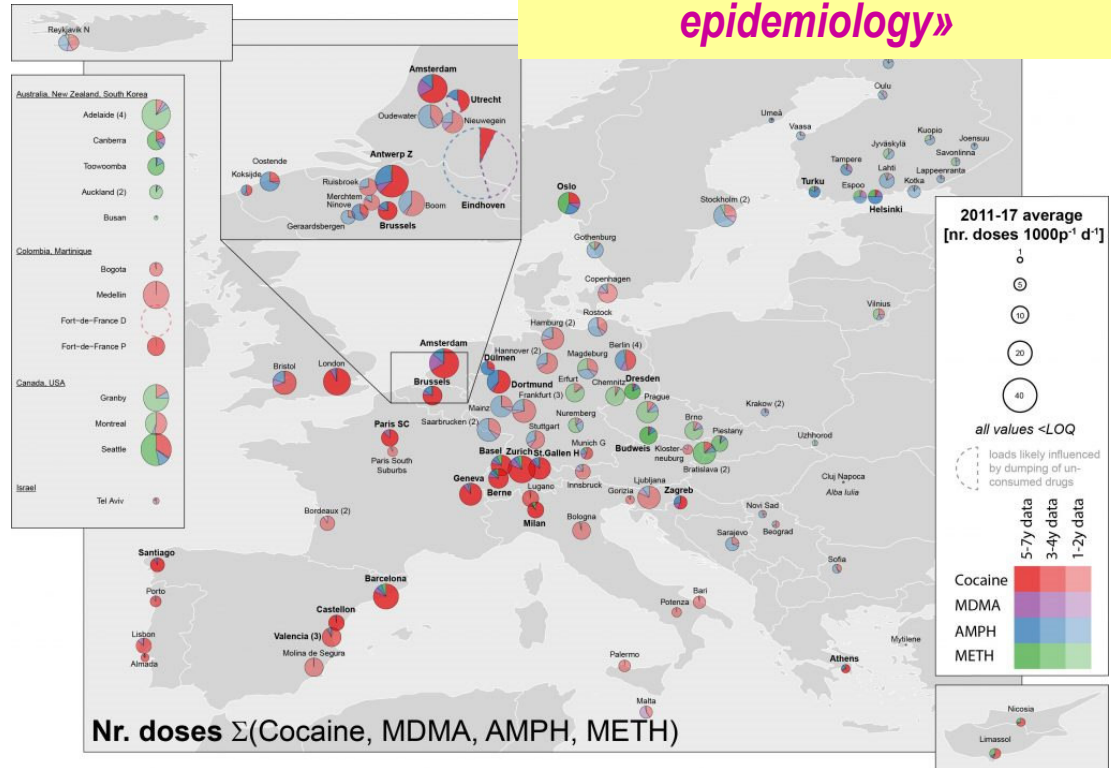 epidemiology»
Reykjavik N
Australia, New Zealand, South Korea
Adelaide (4)
Canberra
Toowoomba
Auckland (2)
Busan
Colombia, Martinique
Bogota
Medellin
Fort-de-France D
Fort-de-France P
Canada, USA
Granby
Montreal
Seattle
Israel
Tel Aviv
Amsterdam
Utrecht
Oudewater
Nieuwegein
Antwerp Z
Oostende
Koksijde
Ruisbroek
Merchtem
Ninove
Geraardsbergen
Boom
Brussels
Eindhoven
Oulu
Umeå
Vaasa
Kuopio
Joensuu
Jyväskylä
Savonlinna
Tampere
Lahti
Lappeenranta
Turku
Espoo
Kotka
Helsinki
Oslo
Stockholm (2)
Gothenburg
Copenhagen
Vilnius
Rostock
Hamburg (2)
Hannover (2)
Berlin (4)
Magdeburg
Amsterdam
Dülmen
Brussels
Dortmund
Erfurt
Chemnitz
Dresden
Frankfurt (3)
Mainz
Prague
Krakow (2)
Saarbrucken (2)
Nuremberg
Brno
Piestany
Stuttgart
Budweis
Uzhhorod
Munich G
Kloster-
neuburg
Bratislava (2)
Bristol
London
Paris SC
Paris South
Suburbs
Basel
Zurich
St.Gallen H
Innsbruck
Cluj Napoca
Alba Iulia
Geneva
Berne
Lugano
Gorizia
Ljubljana
Zagreb
Milan
Novi Sad
Beograd
Bordeaux (2)
Bologna
Sarajevo
Sofia
Santiago
Porto
Barcelona
Castellon
Valencia (3)
Lisbon
Almada
Molina de Segura
Bari
Potenza
Palermo
Malta
Mytilene
Athens
2011-17 average
[nr. doses 1000p⁻¹ d⁻¹]
1
5
10
20
40
all values <LOQ
loads likely influenced
by dumping of un-
consumed drugs
5-7y data
3-4y data
1-2y data
Cocaine
MDMA
AMPH
METH
Nicosia
Limassol
Nr. doses Σ(Cocaine, MDMA, AMPH, METH)